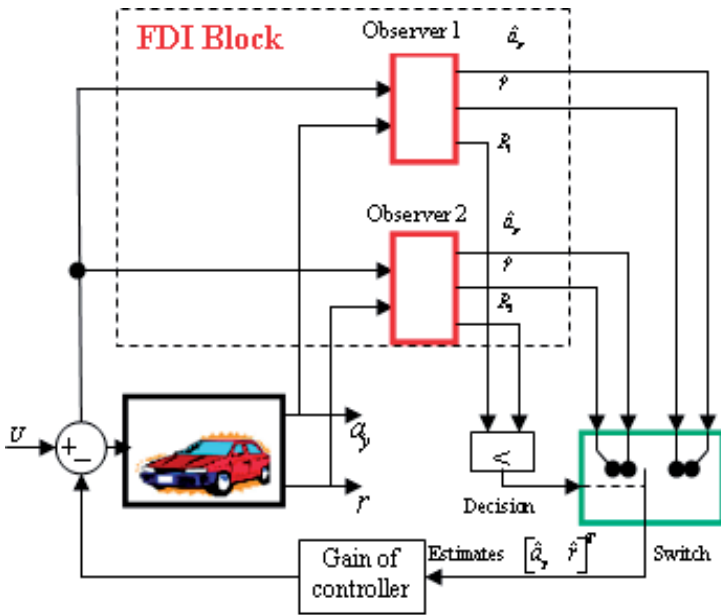 FDI Block
Observer 1
â_y
r̂
R_1
Observer 2
â_y
r̂
R_2
U
+
−
a_y
r
<
Decision
Switch
Estimates [â_y r̂]^T
Gain of
controller